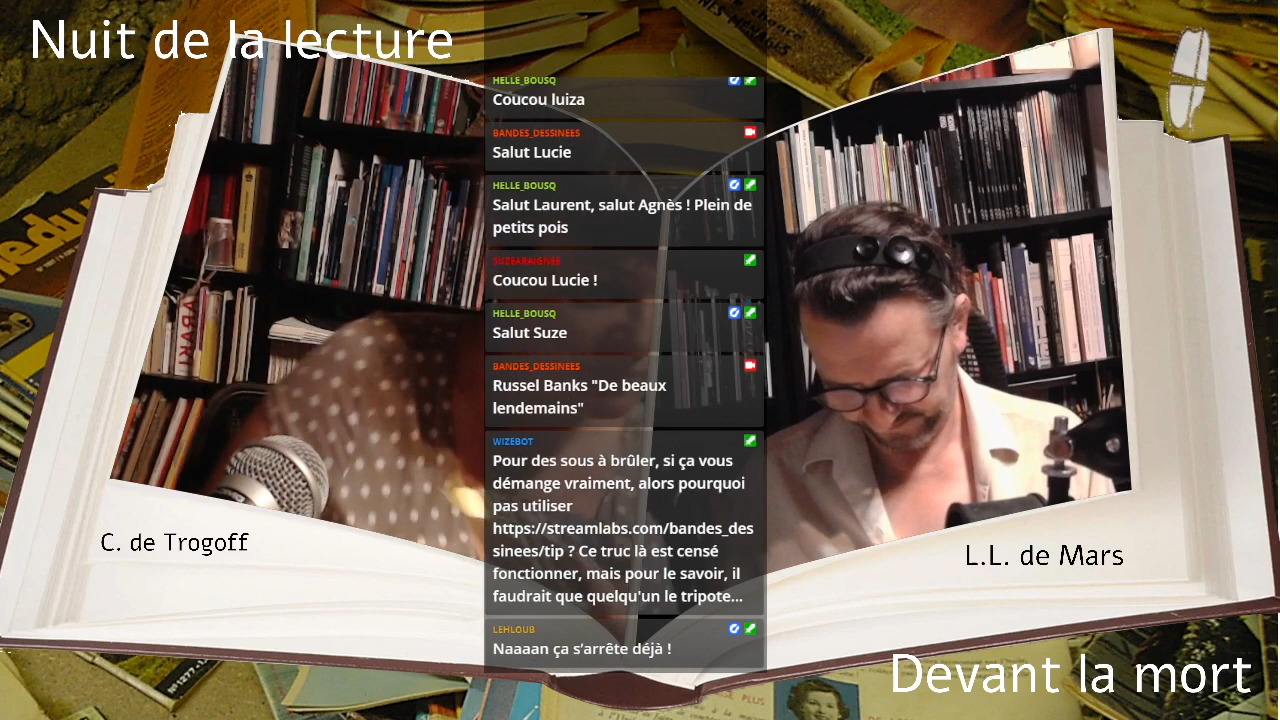 Nuit de la lecture
HELLE_BOUSQ
Coucou luiza
BANDES_DESSINEES
Salut Lucie
HELLE_BOUSQ
Salut Laurent, salut Agnès ! Plein de
petits pois
SUZEARAIGNEE
Coucou Lucie !
HELLE_BOUSQ
Salut Suze
BANDES_DESSINEES
Russel Banks "De beaux
lendemains"
WIZEBOT
Pour des sous à brûler, si ça vous
démange vraiment, alors pourquoi
pas utiliser
https://streamlabs.com/bandes_des
sinees/tip ? Ce truc là est censé
fonctionner, mais pour le savoir, il
faudrait que quelqu'un le tripote...
LEHLOUB
Naaaan ça s'arrête déjà !
ARAKI
C. de Trogoff
L.L. de Mars
Devant la mort